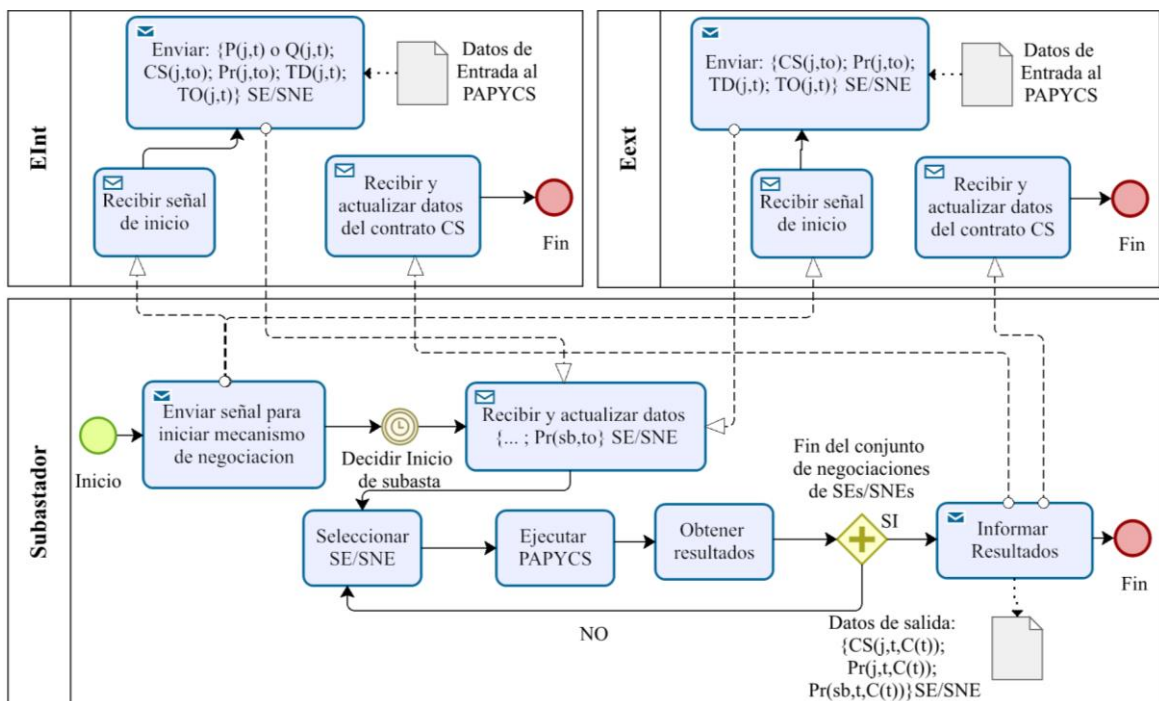 EInt
Enviar: {P(j,t) o Q(j,t);
CS(j,to); Pr(j,to); TD(j,t);
TO(j,t)} SE/SNE
Datos de
Entrada al
PAPYCS
Recibir señal
de inicio
Recibir y
actualizar datos
del contrato CS
Fin
Eext
Enviar: {CS(j,to); Pr(j,to);
TD(j,t); TO(j,t)} SE/SNE
Datos de
Entrada al
PAPYCS
Recibir señal
de inicio
Recibir y
actualizar datos
del contrato CS
Fin
Subastador
Inicio
Enviar señal para
iniciar mecanismo
de negociacion
Decidir Inicio
de subasta
Recibir y actualizar datos
{... ; Pr(sb,to} SE/SNE
Seleccionar
SE/SNE
Ejecutar
PAPYCS
Obtener
resultados
Fin del conjunto
de negociaciones
de SEs/SNEs
SI
NO
Informar
Resultados
Fin
Datos de salida:
{CS(j,t,C(t));
Pr(j,t,C(t));
Pr(sb,t,C(t))}SE/SNE